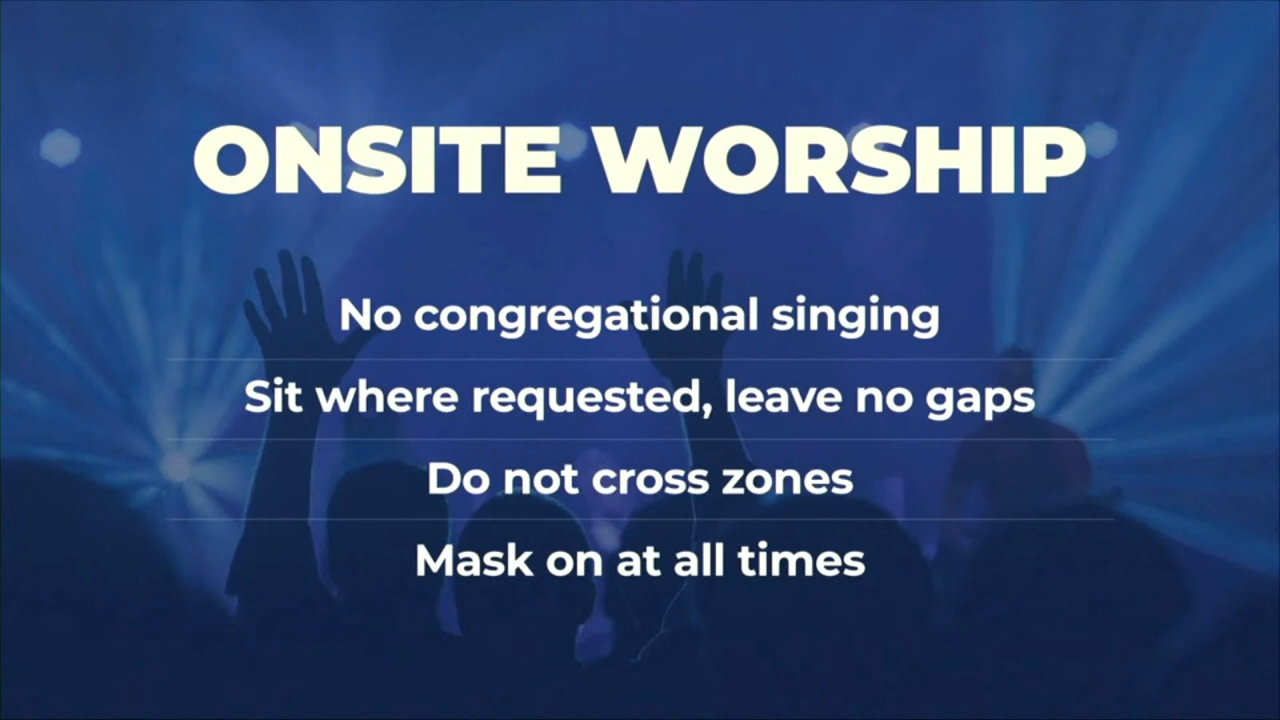 ONSITE WORSHIP
No congregational singing
Sit where requested, leave no gaps
Do not cross zones
Mask on at all times